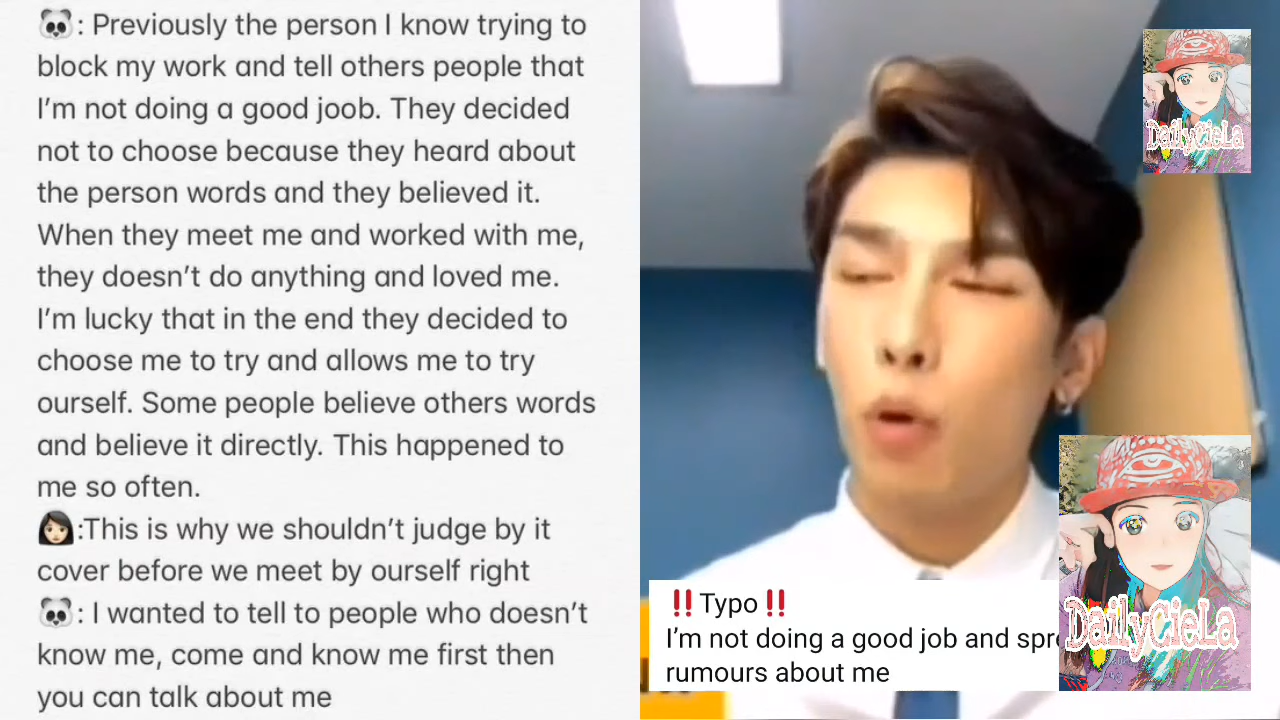 🐼: Previously the person I know trying to
block my work and tell others people that
I'm not doing a good joob. They decided
not to choose because they heard about
the person words and they believed it.
When they meet me and worked with me,
they doesn't do anything and loved me.
I'm lucky that in the end they decided to
choose me to try and allows me to try
ourself. Some people believe others words
and believe it directly. This happened to
me so often.
👩🏻:This is why we shouldn't judge by it
cover before we meet by ourself right
🐼: I wanted to tell to people who doesn't
know me, come and know me first then
you can talk about me
DailyCieLa
‼️Typo‼️
I'm not doing a good job and spre
rumours about me
DailyCieLa